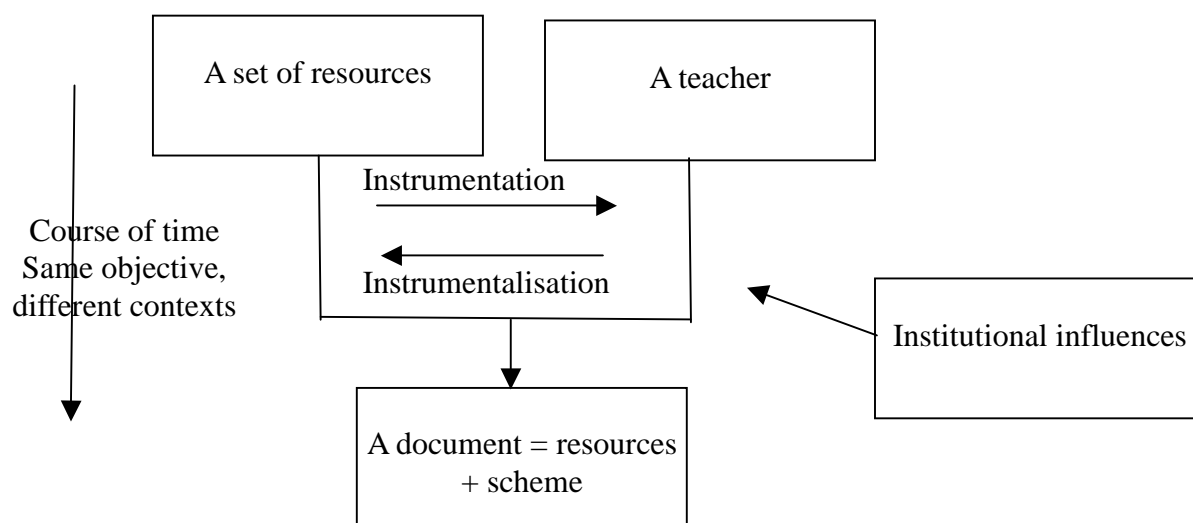 A set of resources
A teacher
Instrumentation
Instrumentalisation
Course of time
Same objective,
different contexts
Institutional influences
A document = resources
+ scheme